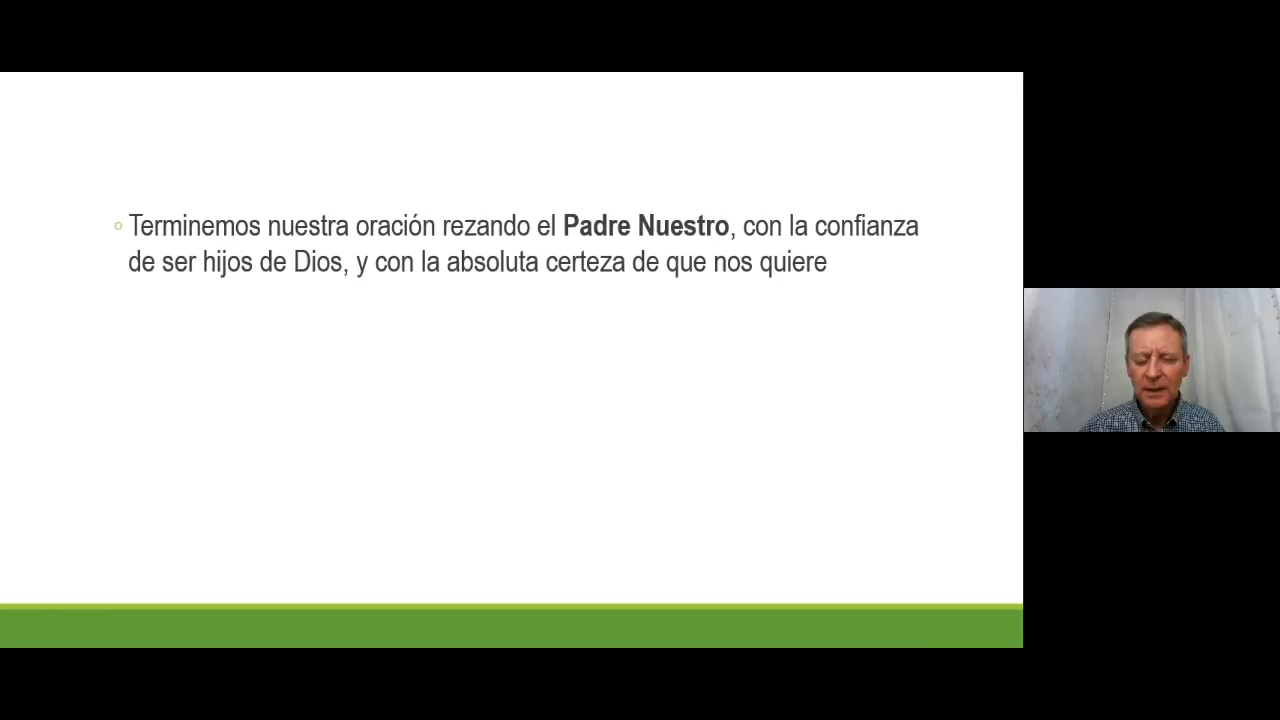 Terminemos nuestra oración rezando el Padre Nuestro, con la confianza
de ser hijos de Dios, y con la absoluta certeza de que nos quiere